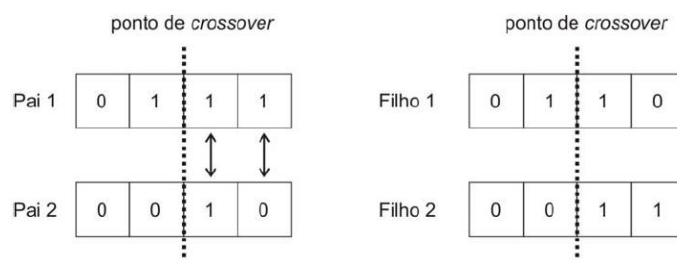 ponto de crossover
Pai 1 0 1 1 1
Pai 2 0 0 1 0
ponto de crossover
Filho 1 0 1 1 0
Filho 2 0 0 1 1